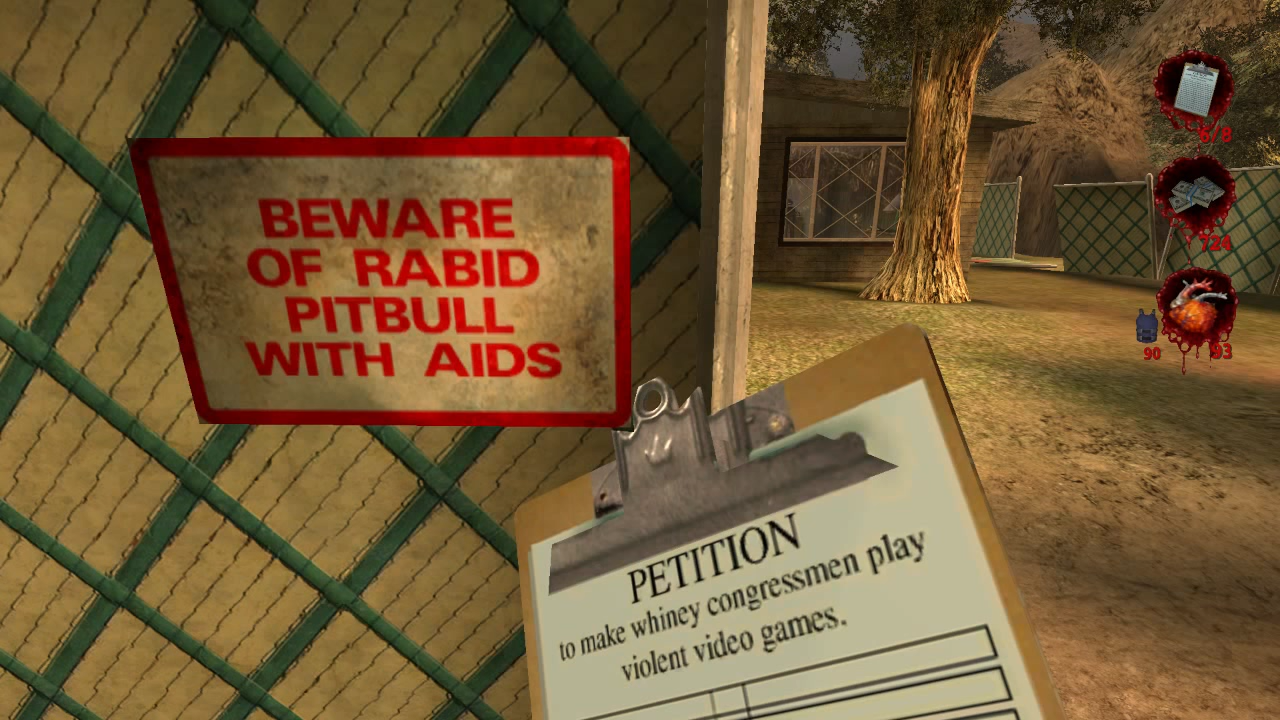 BEWARE
OF RABID
PITBULL
WITH AIDS
6/8
724
90
93
PETITION
to make whiney congressmen play
violent video games.